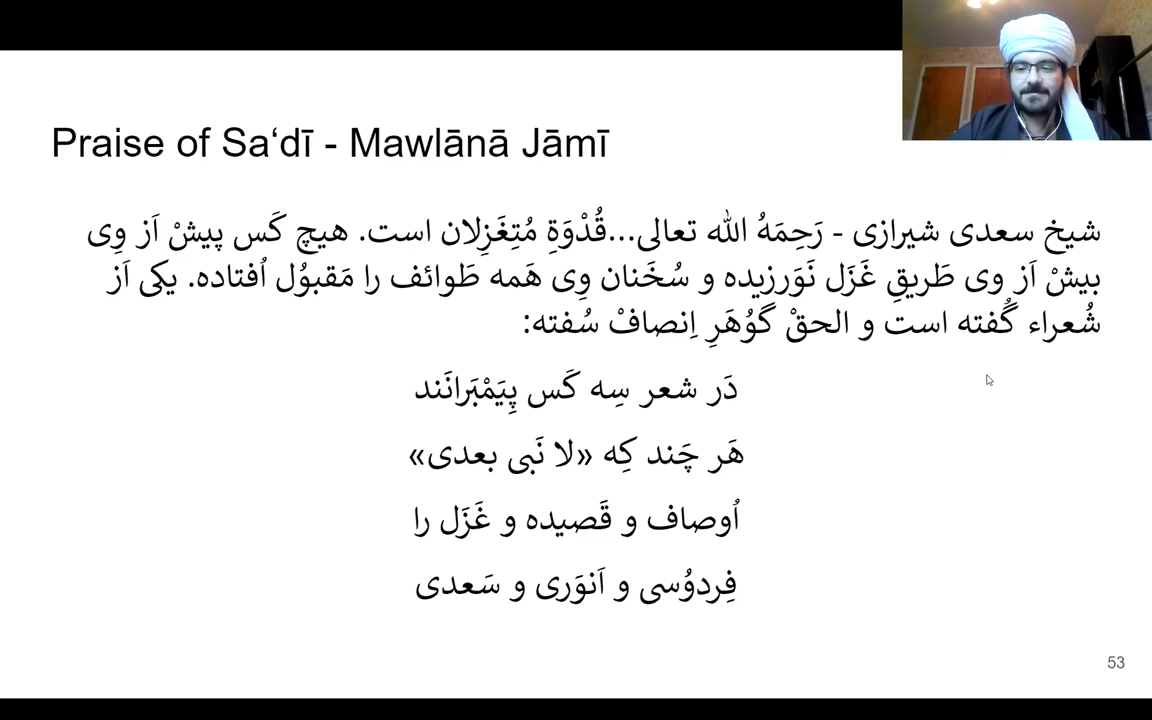 Praise of Sa‘dī - Mawlānā Jāmī
شیخ سعدی شیرازی - رَحِمَهُ الله تعالی...قُدْوَةِ مُتِغَزِلان است. هیچ کَس پیشْ اَز وِی
بیشْ اَز وی طَریقِ غَزَل نَوَرزیده و سُخَنان وِی هَمه طَوائف را مَقبوُل اُفتاده. یکی اَز
شُعراء گُفته است و الحقْ گوُهَرِ اِنصافْ سُفته:
دَر شعر سِه کَس پِیَمْبَرانَند
هَر چَند کِه «لا نَبی بعدی»
اُوصاف و قَصیده و غَزَل را
فِردوُسی و اَنوَری و سَعدی
53